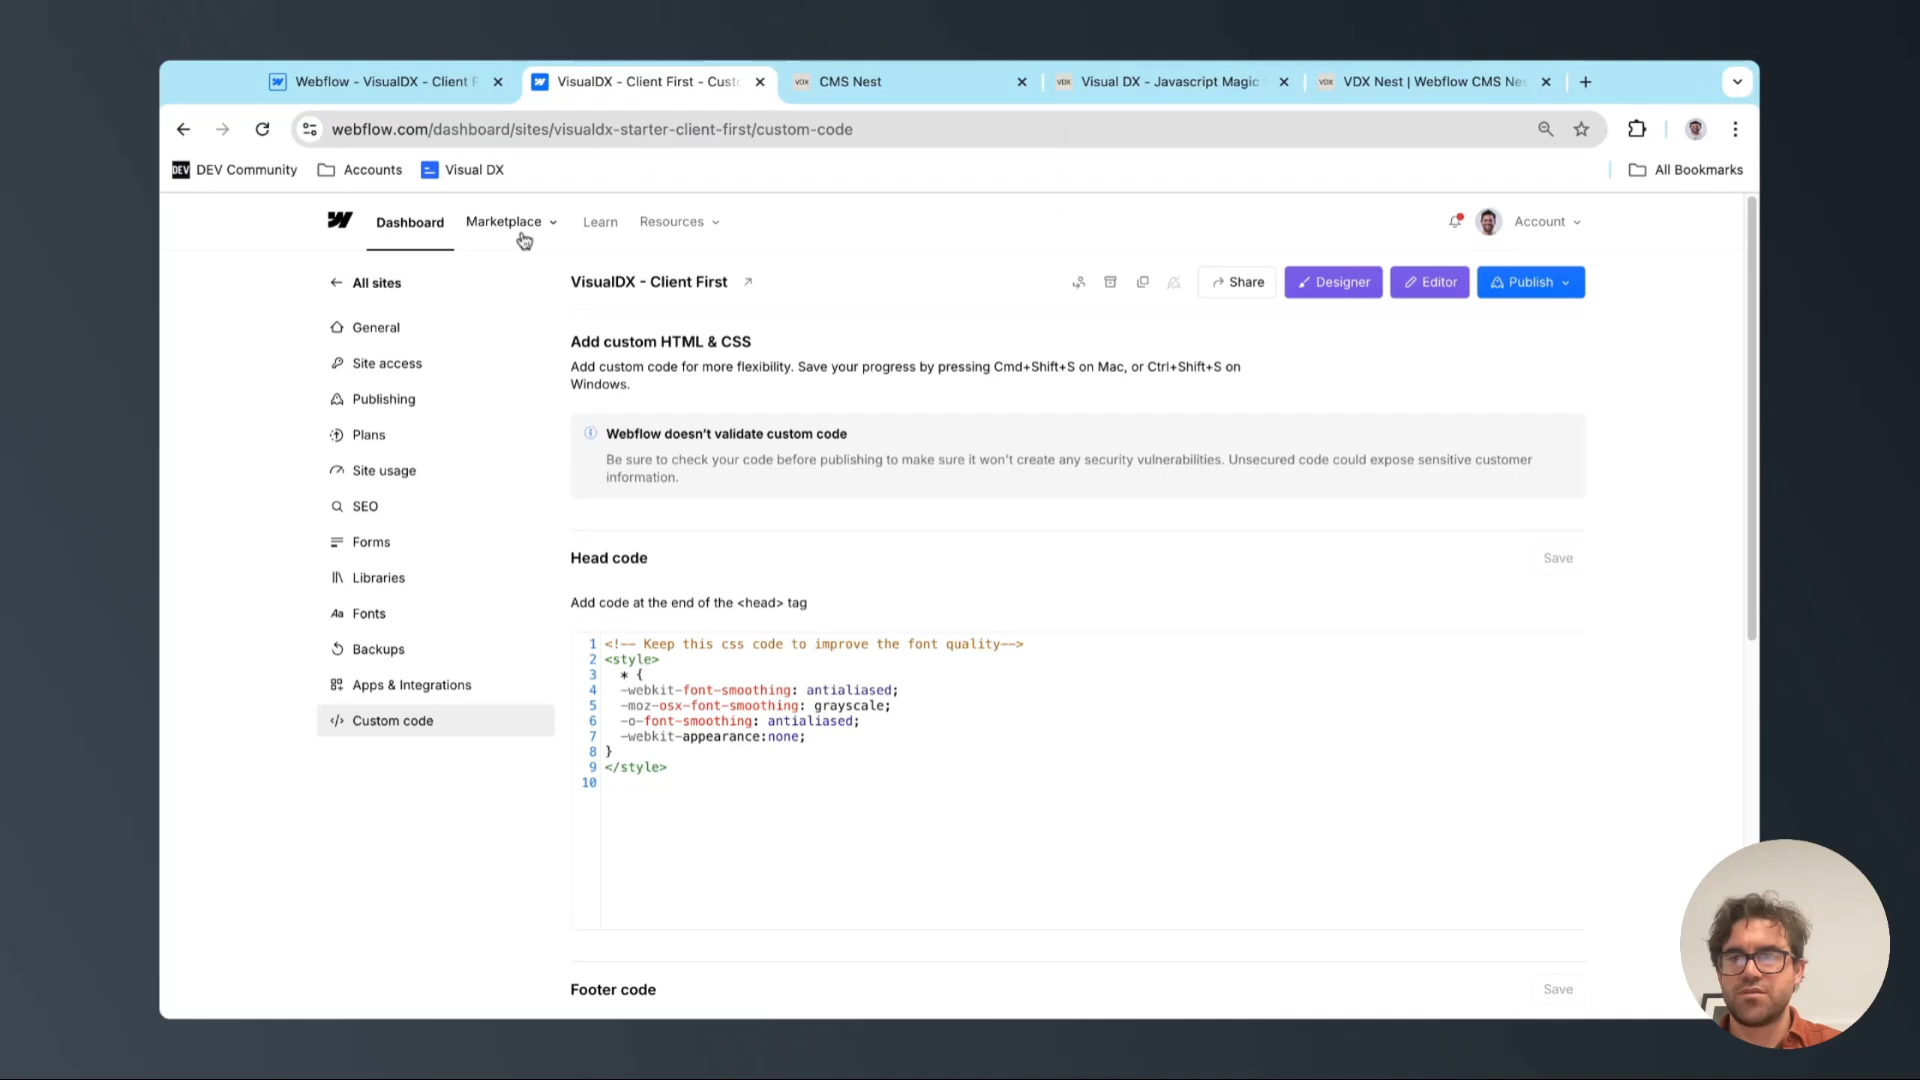 Webflow - VisualDX - Client F
VisualDX - Client First - Custo
VDX CMS Nest
VDX Visual DX - Javascript Magic
VDX VDX Nest | Webflow CMS Nes
webflow.com/dashboard/sites/visualdx-starter-client-first/custom-code
DEV DEV Community
Accounts
Visual DX
All Bookmarks
Dashboard
Marketplace
Learn
Resources
Account
All sites
General
Site access
Publishing
Plans
Site usage
SEO
Forms
Libraries
Aa Fonts
Backups
Apps & Integrations
</> Custom code
VisualDX - Client First
Share
Designer
Editor
Publish
Add custom HTML & CSS
Add custom code for more flexibility. Save your progress by pressing Cmd+Shift+S on Mac, or Ctrl+Shift+S on
Windows.
Webflow doesn't validate custom code
Be sure to check your code before publishing to make sure it won't create any security vulnerabilities. Unsecured code could expose sensitive customer
information.
Head code
Save
Add code at the end of the <head> tag
1 <!-- Keep this css code to improve the font quality-->
2 <style>
3 * {
4 -webkit-font-smoothing: antialiased;
5 -moz-osx-font-smoothing: grayscale;
6 -o-font-smoothing: antialiased;
7 -webkit-appearance:none;
8 }
9 </style>
10
Footer code
Save